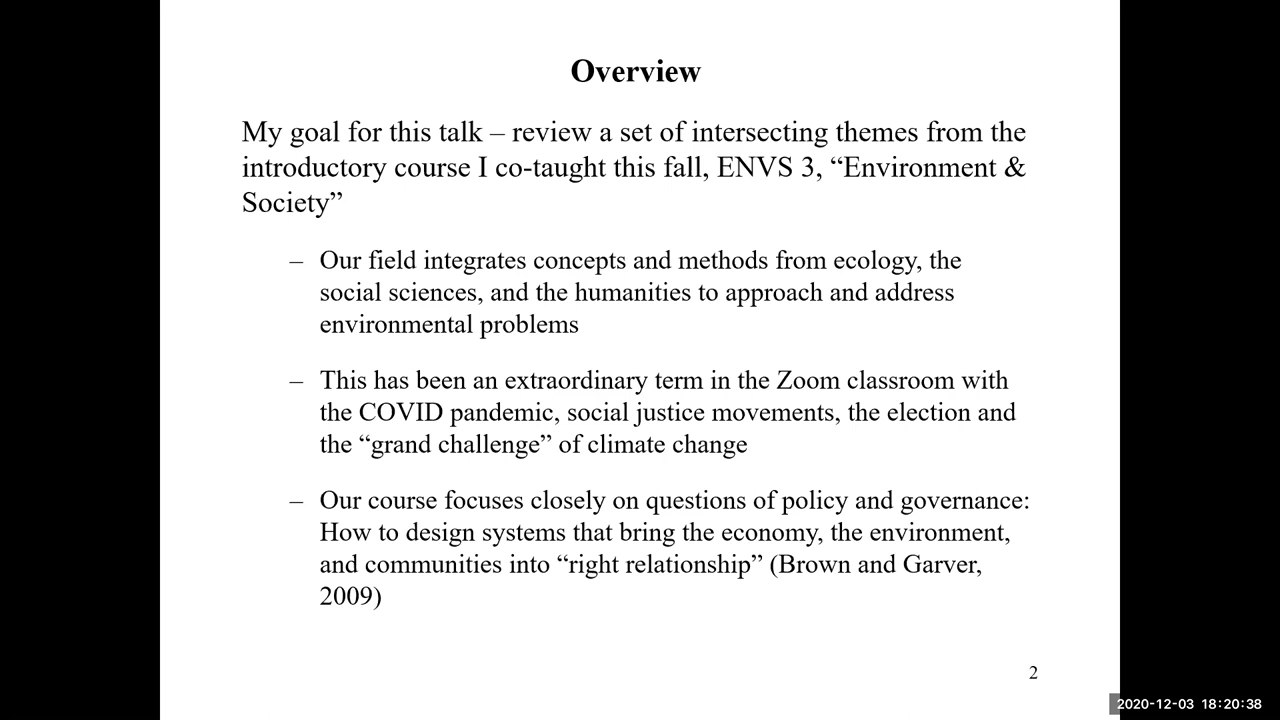 Overview
My goal for this talk – review a set of intersecting themes from the
introductory course I co-taught this fall, ENVS 3, “Environment &
Society”
– Our field integrates concepts and methods from ecology, the
social sciences, and the humanities to approach and address
environmental problems
– This has been an extraordinary term in the Zoom classroom with
the COVID pandemic, social justice movements, the election and
the “grand challenge” of climate change
– Our course focuses closely on questions of policy and governance:
How to design systems that bring the economy, the environment,
and communities into “right relationship” (Brown and Garver,
2009)
2
2020-12-03 18:20:38